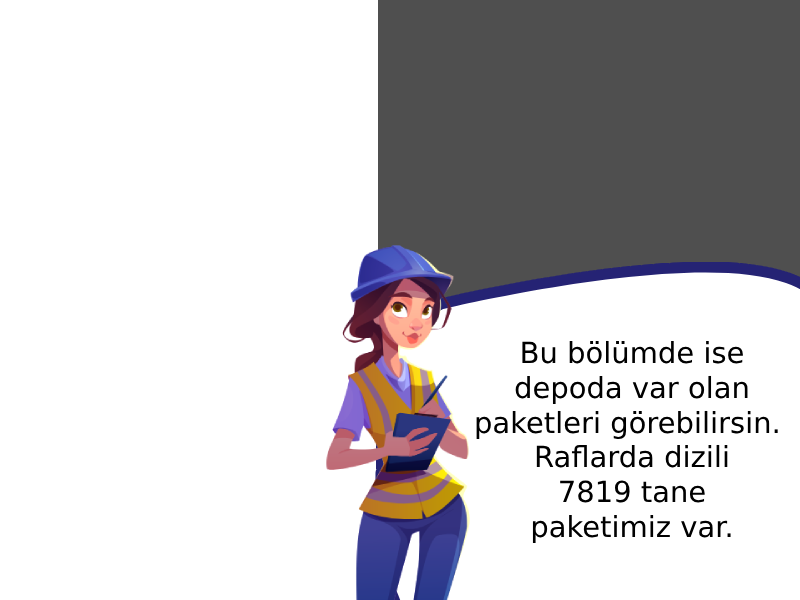 Bu bölümde ise
depoda var olan
paketleri görebilirsin.
Raflarda dizili
7819 tane
paketimiz var.